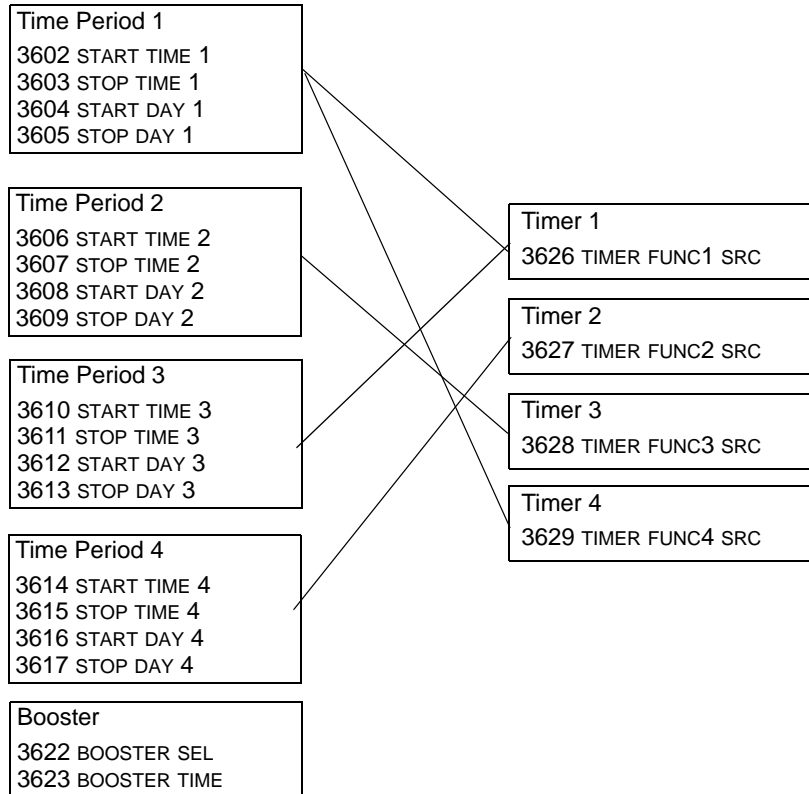 Time Period 1
3602 START TIME 1
3603 STOP TIME 1
3604 START DAY 1
3605 STOP DAY 1
Time Period 2
3606 START TIME 2
3607 STOP TIME 2
3608 START DAY 2
3609 STOP DAY 2
Time Period 3
3610 START TIME 3
3611 STOP TIME 3
3612 START DAY 3
3613 STOP DAY 3
Time Period 4
3614 START TIME 4
3615 STOP TIME 4
3616 START DAY 4
3617 STOP DAY 4
Booster
3622 BOOSTER SEL
3623 BOOSTER TIME
Timer 1
3626 TIMER FUNC1 SRC
Timer 2
3627 TIMER FUNC2 SRC
Timer 3
3628 TIMER FUNC3 SRC
Timer 4
3629 TIMER FUNC4 SRC